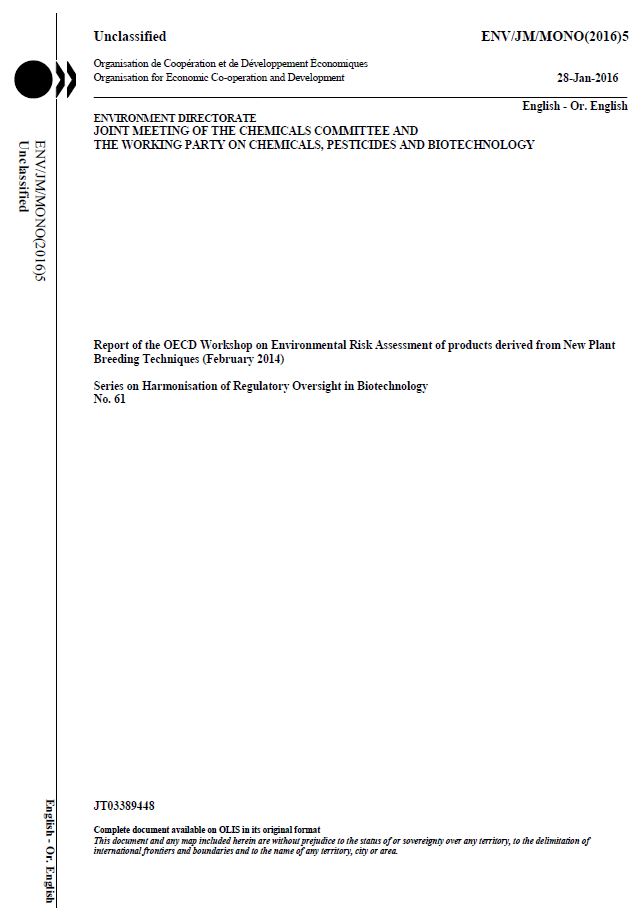 Unclassified ENV/JM/MONO(2016)5
Organisation de Coopération et de Développement Économiques
Organisation for Economic Co-operation and Development 28-Jan-2016
English - Or. English
ENVIRONMENT DIRECTORATE
JOINT MEETING OF THE CHEMICALS COMMITTEE AND
THE WORKING PARTY ON CHEMICALS, PESTICIDES AND BIOTECHNOLOGY
ENV/JM/MONO(2016)5
Unclassified
Report of the OECD Workshop on Environmental Risk Assessment of products derived from New Plant
Breeding Techniques (February 2014)
Series on Harmonisation of Regulatory Oversight in Biotechnology
No. 61
JT03389448
Complete document available on OLIS in its original format
This document and any map included herein are without prejudice to the status of or sovereignty over any territory, to the delimitation of
international frontiers and boundaries and to the name of any territory, city or area.
English - Or. English